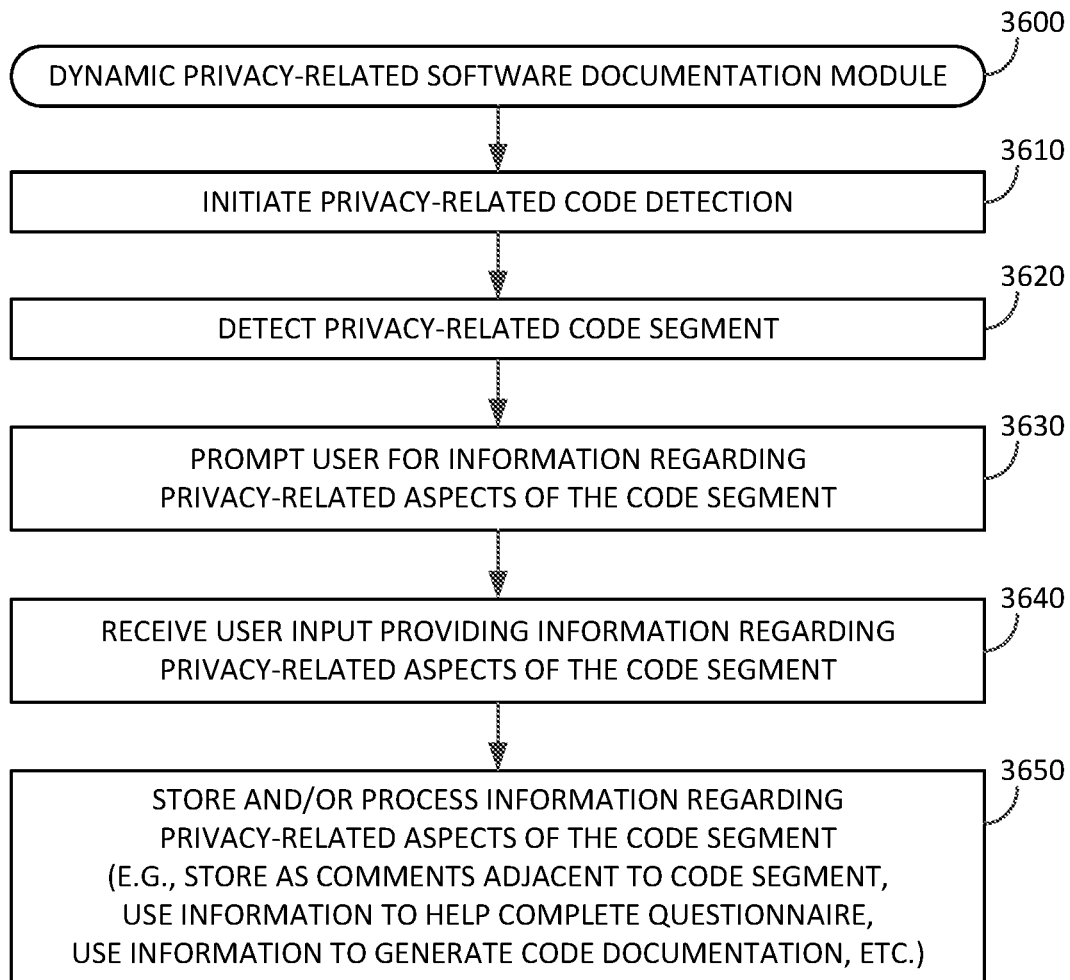 3600
DYNAMIC PRIVACY-RELATED SOFTWARE DOCUMENTATION MODULE
3610
INITIATE PRIVACY-RELATED CODE DETECTION
3620
DETECT PRIVACY-RELATED CODE SEGMENT
3630
PROMPT USER FOR INFORMATION REGARDING
PRIVACY-RELATED ASPECTS OF THE CODE SEGMENT
3640
RECEIVE USER INPUT PROVIDING INFORMATION REGARDING
PRIVACY-RELATED ASPECTS OF THE CODE SEGMENT
3650
STORE AND/OR PROCESS INFORMATION REGARDING
PRIVACY-RELATED ASPECTS OF THE CODE SEGMENT
(E.G., STORE AS COMMENTS ADJACENT TO CODE SEGMENT,
USE INFORMATION TO HELP COMPLETE QUESTIONNAIRE,
USE INFORMATION TO GENERATE CODE DOCUMENTATION, ETC.)